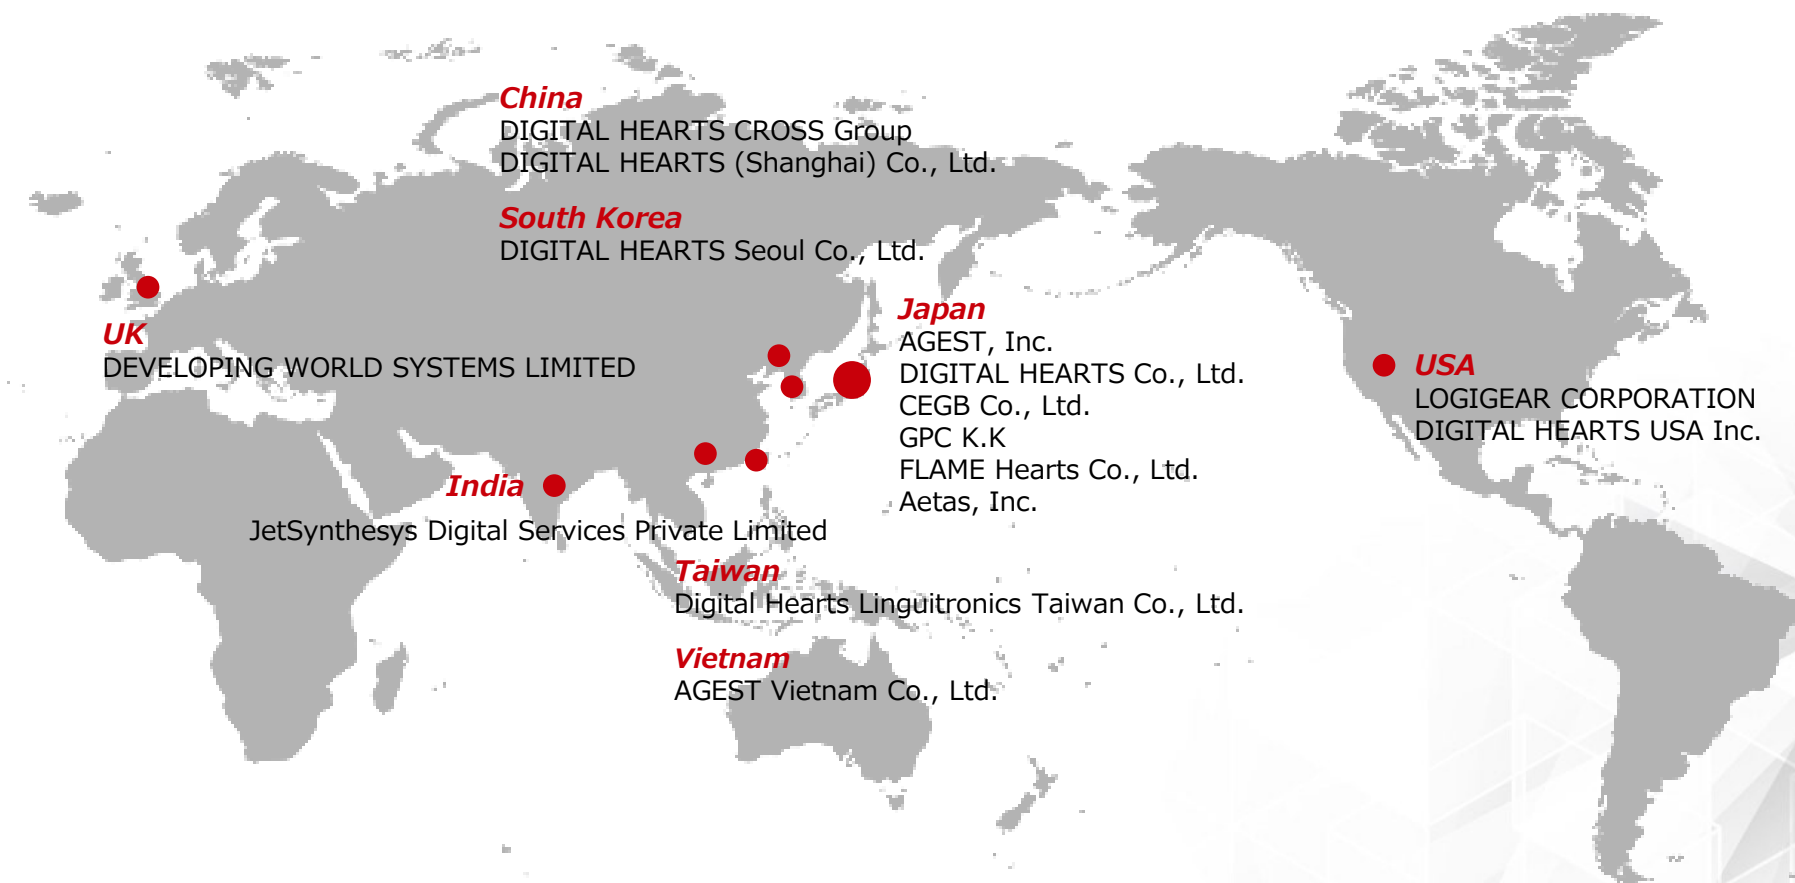 China
DIGITAL HEARTS CROSS Group
DIGITAL HEARTS (Shanghai) Co., Ltd.
South Korea
DIGITAL HEARTS Seoul Co., Ltd.
UK
DEVELOPING WORLD SYSTEMS LIMITED
Japan
AGEST, Inc.
DIGITAL HEARTS Co., Ltd.
CEGB Co., Ltd.
GPC K.K
FLAME Hearts Co., Ltd.
Aetas, Inc.
USA
LOGIGEAR CORPORATION
DIGITAL HEARTS USA Inc.
India
JetSynthesys Digital Services Private Limited
Taiwan
Digital Hearts Linguitronics Taiwan Co., Ltd.
Vietnam
AGEST Vietnam Co., Ltd.